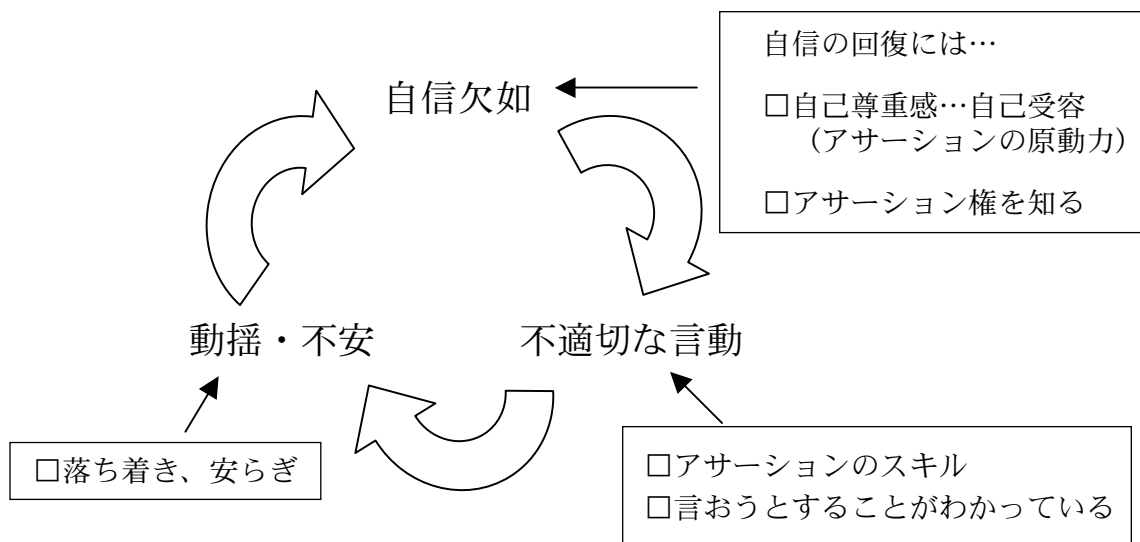 自信の回復には…
自信欠如
□自己尊重感…自己受容
（アサーションの原動力）
□アサーション権を知る
動揺・不安
不適切な言動
□落ち着き、安らぎ
□アサーションのスキル
□言おうとすることがわかっている